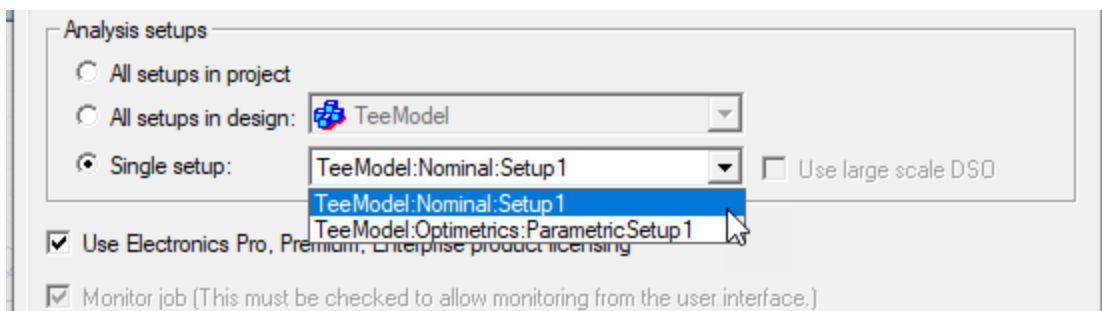 Analysis setups
All setups in project
All setups in design: TeeModel
Single setup: TeeModel:Nominal:Setup1 Use large scale DSO
TeeModel:Nominal:Setup1
TeeModel:Optimetrics:ParametricSetup1
Use Electronics Pro, Premium, Enterprise product licensing
Monitor job (This must be checked to allow monitoring from the user interface.)